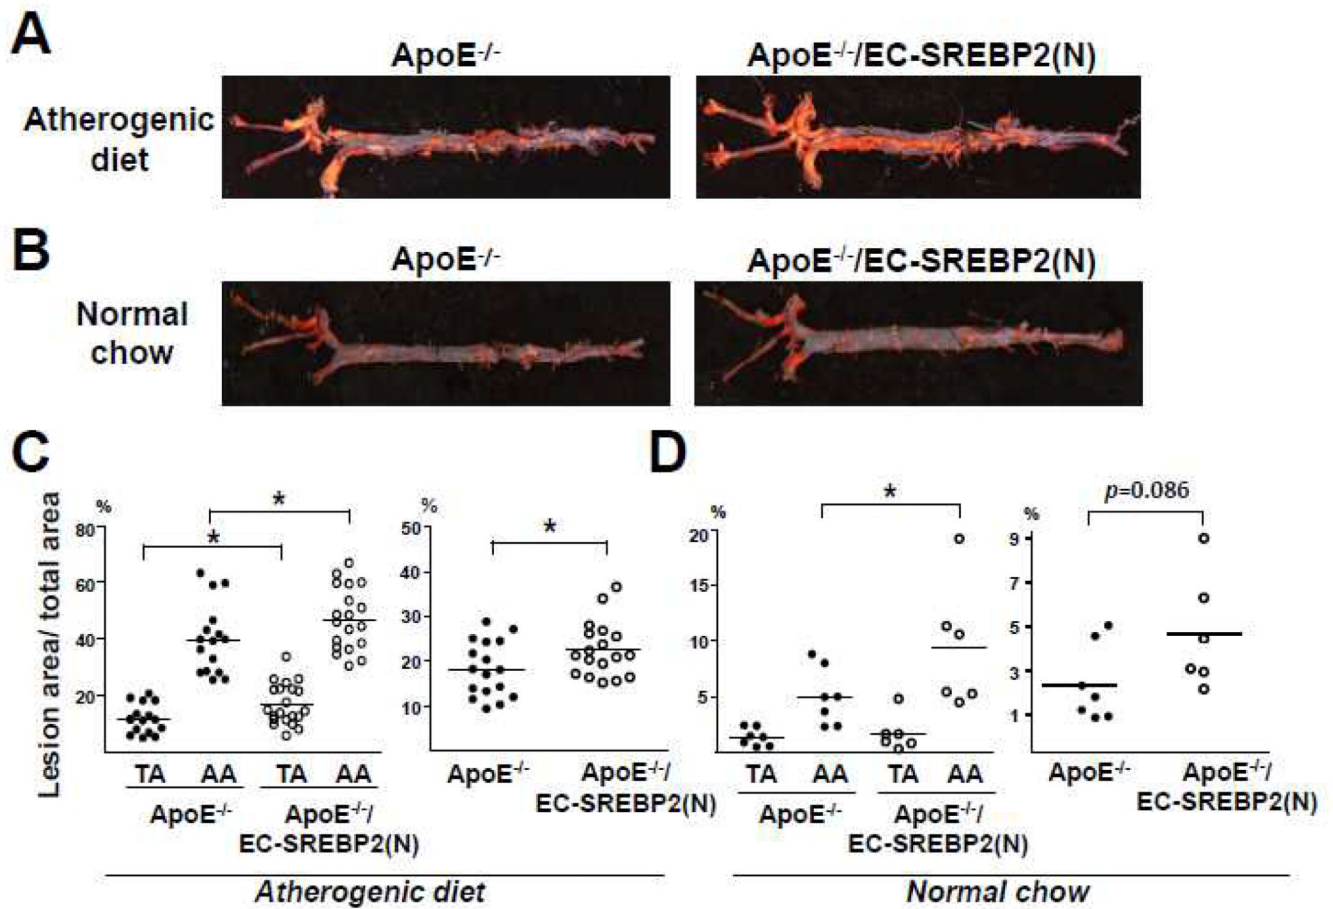 A
ApoE-/- ApoE-/-/EC-SREBP2(N)
Atherogenic
diet
B
ApoE-/- ApoE-/-/EC-SREBP2(N)
Normal
chow
C D
Lesion area/ total area
% * * 80 60 40 20
TA AA TA AA
ApoE-/- ApoE-/-/
EC-SREBP2(N)
% * 50 40 30 20 10
ApoE-/- ApoE-/-/
EC-SREBP2(N)
Atherogenic diet
% * 20 15 10 5
TA AA TA AA
ApoE-/- ApoE-/-/
EC-SREBP2(N)
p=0.086
% 9 7 5 3 1
ApoE-/- ApoE-/-/
EC-SREBP2(N)
Normal chow